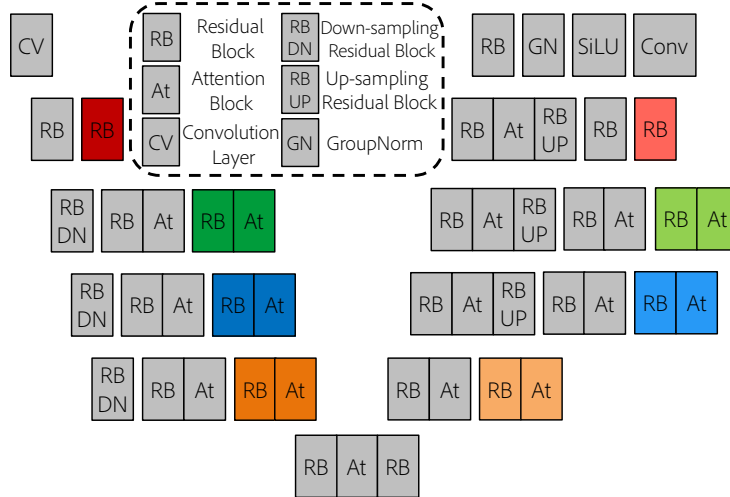 CV
RB Residual Block
RB DN Down-sampling Residual Block
At Attention Block
RB UP Up-sampling Residual Block
CV Convolution Layer
GN GroupNorm
RB GN SiLU Conv
RB RB
RB At RB UP RB RB
RB DN RB At RB At
RB At RB UP RB At RB At
RB DN RB At RB At
RB At RB UP RB At RB At
RB DN RB At RB At
RB At RB At
RB At RB